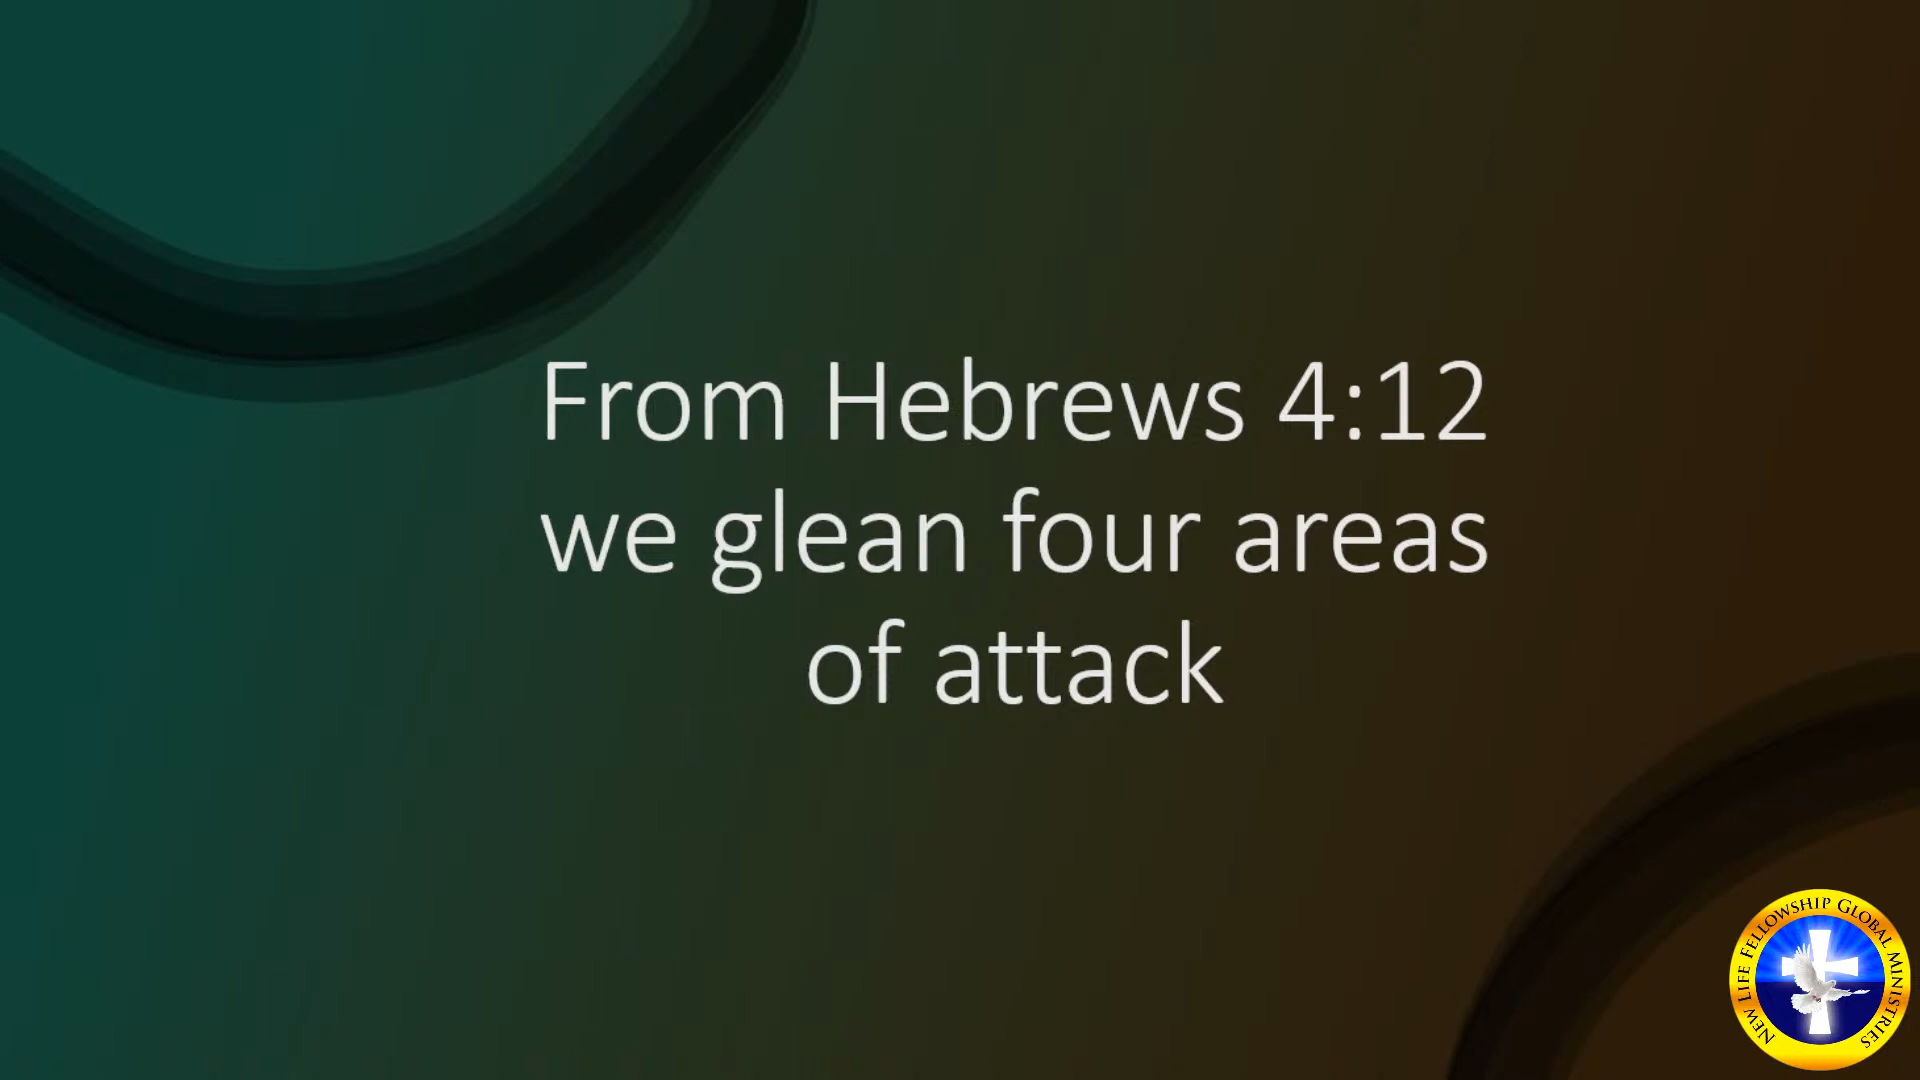 From Hebrews 4:12
we glean four areas
of attack
NEW LIFE FELLOWSHIP GLOBAL MINISTRIES